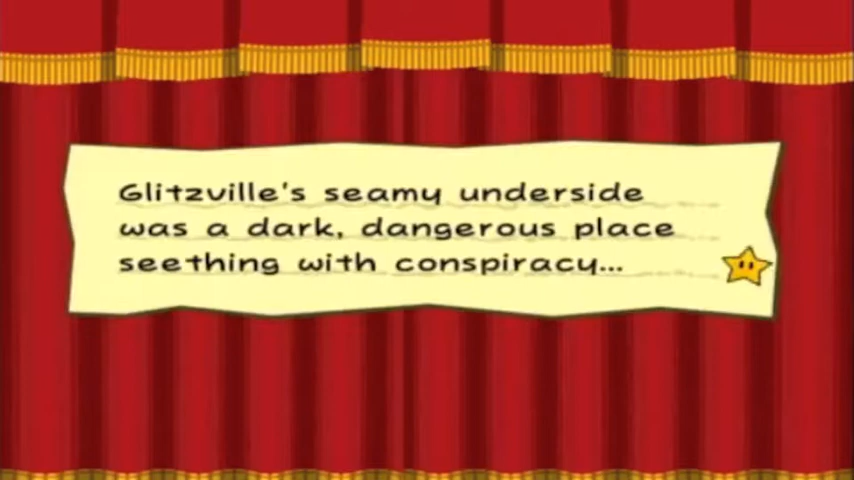 Glitzville's seamy underside
was a dark, dangerous place
seething with conspiracy...